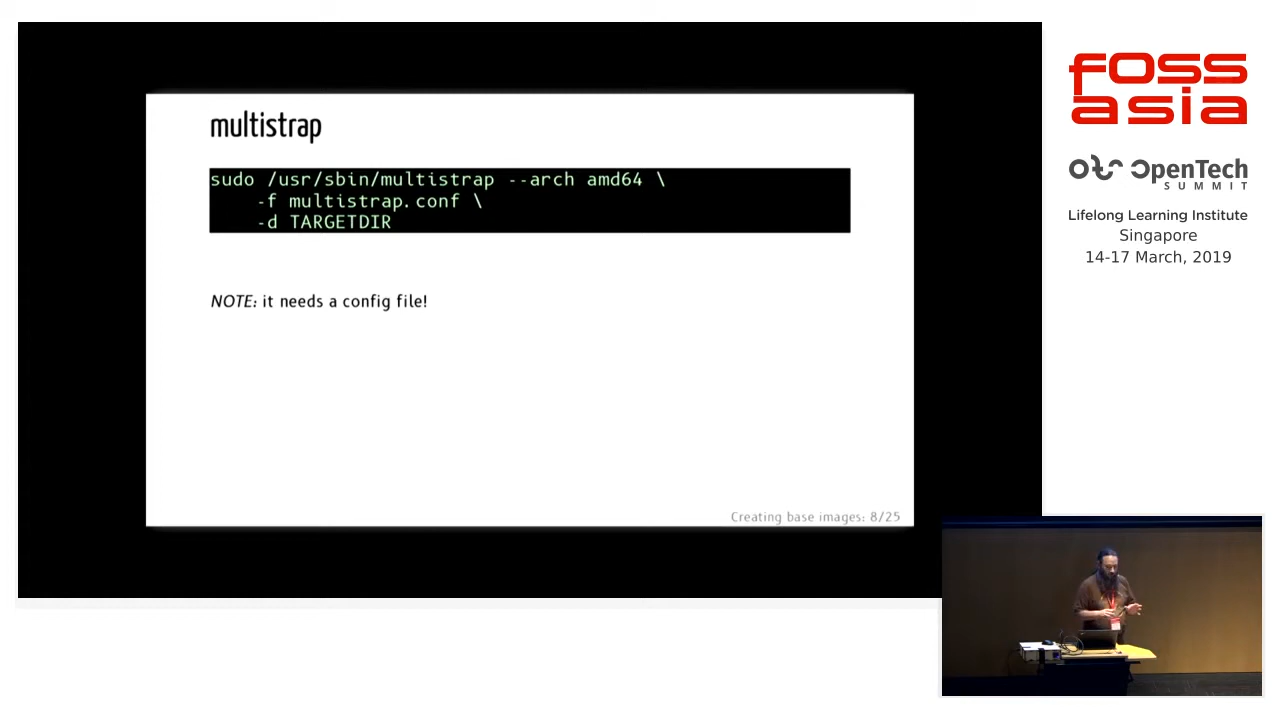 multistrap
sudo /usr/sbin/multistrap --arch amd64 \
-f multistrap.conf \
-d TARGETDIR
NOTE: it needs a config file!
Creating base images: 8/25
fOSS
asia
OpenTech
SUMMIT
Lifelong Learning Institute
Singapore
14-17 March, 2019